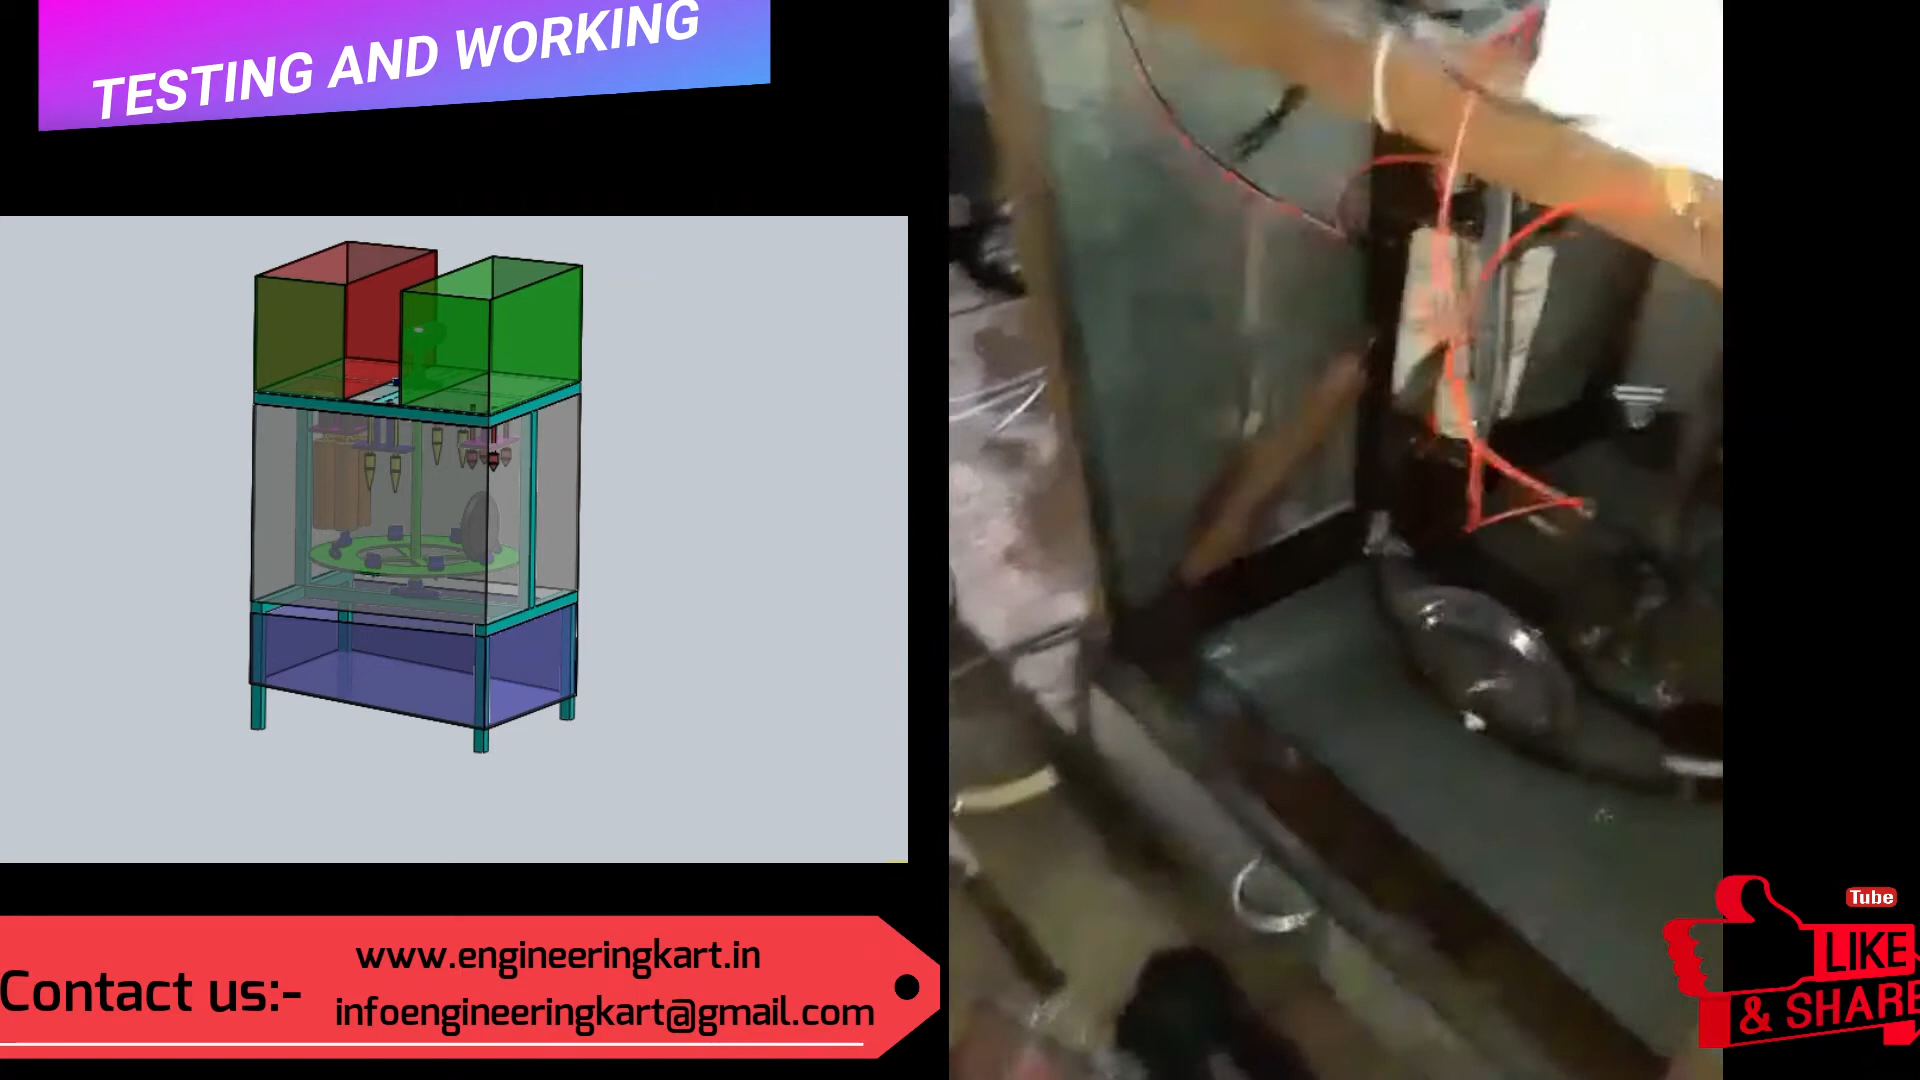 TESTING AND WORKING
www.engineeringkart.in
Contact us:-
infoengineeringkart@gmail.com
Tube
LIKE
& SHARE